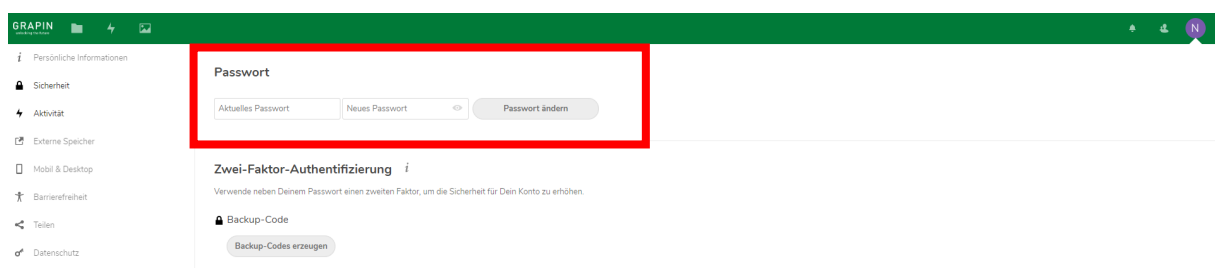 GRAPIN
N
Persönliche Informationen
Sicherheit
Aktivität
Externe Speicher
Mobil & Desktop
Barrierefreiheit
Teilen
Datenschutz
Passwort
Aktuelles Passwort
Neues Passwort
Passwort ändern
Zwei-Faktor-Authentifizierung i
Verwende neben Deinem Passwort einen zweiten Faktor, um die Sicherheit für Dein Konto zu erhöhen.
Backup-Code
Backup-Codes erzeugen